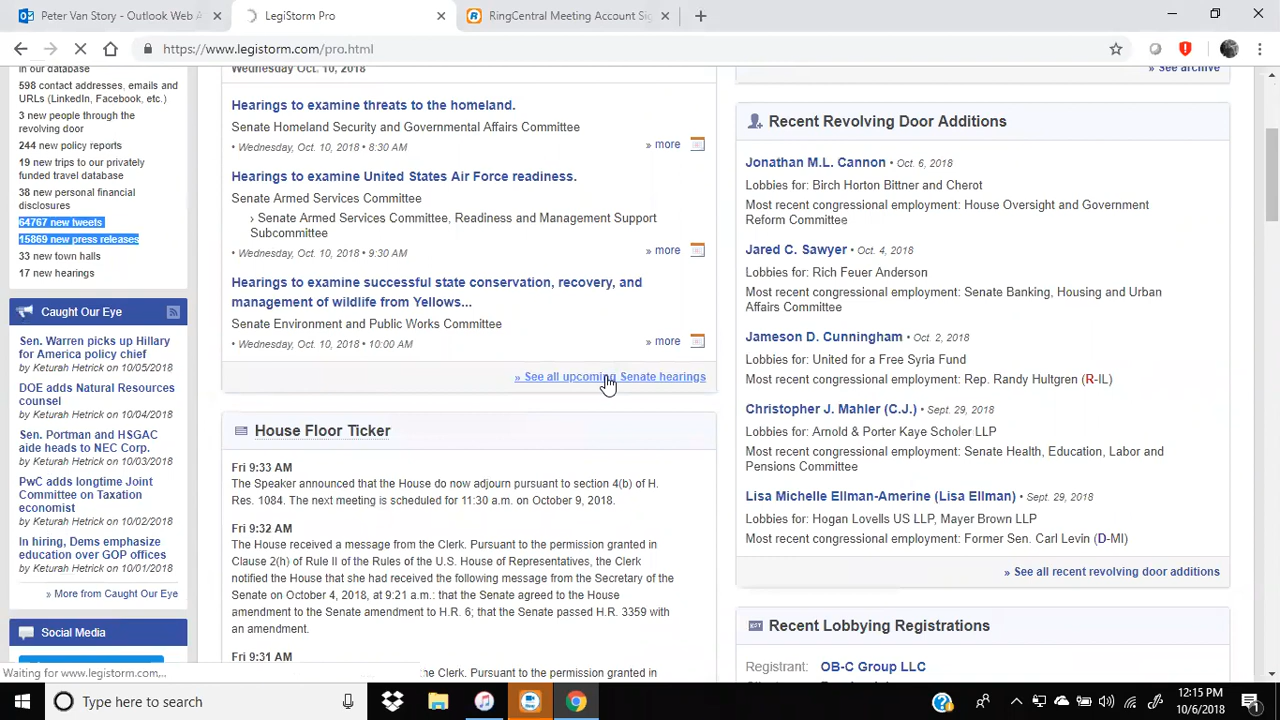 Peter Van Story - Outlook Web A
LegiStorm Pro
RingCentral Meeting Account Si
https://www.legistorm.com/pro.html
in our database
598 contact addresses, emails and
URLs (LinkedIn, Facebook, etc.)
3 new people through the
revolving door
244 new policy reports
19 new trips to our privately
funded travel database
38 new personal financial
disclosures
64767 new tweets
15869 new press releases
33 new town halls
17 new hearings
Caught Our Eye
Sen. Warren picks up Hillary
for America policy chief
by Keturah Hetrick on 10/05/2018
DOE adds Natural Resources
counsel
by Keturah Hetrick on 10/04/2018
Sen. Portman and HSGAC
aide heads to NEC Corp.
by Keturah Hetrick on 10/03/2018
PwC adds longtime Joint
Committee on Taxation
economist
by Keturah Hetrick on 10/02/2018
In hiring, Dems emphasize
education over GOP offices
by Keturah Hetrick on 10/01/2018
» More from Caught Our Eye
Social Media
Wednesday Oct. 10, 2018
Hearings to examine threats to the homeland.
Senate Homeland Security and Governmental Affairs Committee
• Wednesday, Oct. 10, 2018 • 8:30 AM
» more
Hearings to examine United States Air Force readiness.
Senate Armed Services Committee
› Senate Armed Services Committee, Readiness and Management Support
Subcommittee
• Wednesday, Oct. 10, 2018 • 9:30 AM
» more
Hearings to examine successful state conservation, recovery, and
management of wildlife from Yellows...
Senate Environment and Public Works Committee
• Wednesday, Oct. 10, 2018 • 10:00 AM
» more
» See all upcoming Senate hearings
House Floor Ticker
Fri 9:33 AM
The Speaker announced that the House do now adjourn pursuant to section 4(b) of H.
Res. 1084. The next meeting is scheduled for 11:30 a.m. on October 9, 2018.
Fri 9:32 AM
The House received a message from the Clerk. Pursuant to the permission granted in
Clause 2(h) of Rule II of the Rules of the U.S. House of Representatives, the Clerk
notified the House that she had received the following message from the Secretary of the
Senate on October 4, 2018, at 9:21 a.m.: that the Senate agreed to the House
amendment to the Senate amendment to H.R. 6; that the Senate passed H.R. 3359 with
an amendment.
Fri 9:31 AM
the Clerk. Pursuant to the permission granted in
» See archive
Recent Revolving Door Additions
Jonathan M.L. Cannon • Oct. 6, 2018
Lobbies for: Birch Horton Bittner and Cherot
Most recent congressional employment: House Oversight and Government
Reform Committee
Jared C. Sawyer • Oct. 4, 2018
Lobbies for: Rich Feuer Anderson
Most recent congressional employment: Senate Banking, Housing and Urban
Affairs Committee
Jameson D. Cunningham • Oct. 2, 2018
Lobbies for: United for a Free Syria Fund
Most recent congressional employment: Rep. Randy Hultgren (R-IL)
Christopher J. Mahler (C.J.) • Sept. 29, 2018
Lobbies for: Arnold & Porter Kaye Scholer LLP
Most recent congressional employment: Senate Health, Education, Labor and
Pensions Committee
Lisa Michelle Ellman-Amerine (Lisa Ellman) • Sept. 29, 2018
Lobbies for: Hogan Lovells US LLP, Mayer Brown LLP
Most recent congressional employment: Former Sen. Carl Levin (D-MI)
» See all recent revolving door additions
Recent Lobbying Registrations
Registrant: OB-C Group LLC
Waiting for www.legistorm.com...
Type here to search
12:15 PM
10/6/2018